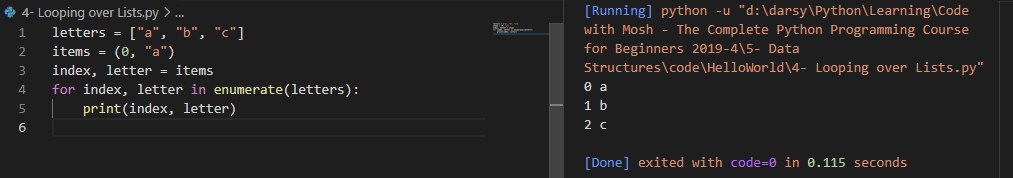 4- Looping over Lists.py > ...
1 letters = ["a", "b", "c"]
2 items = (0, "a")
3 index, letter = items
4 for index, letter in enumerate(letters):
5     print(index, letter)
6
[Running] python -u "d:\darsy\Python\Learning\Code
with Mosh - The Complete Python Programming Course
for Beginners 2019-4\5- Data
Structures\code\HelloWorld\4- Looping over Lists.py"
0 a
1 b
2 c
[Done] exited with code=0 in 0.115 seconds